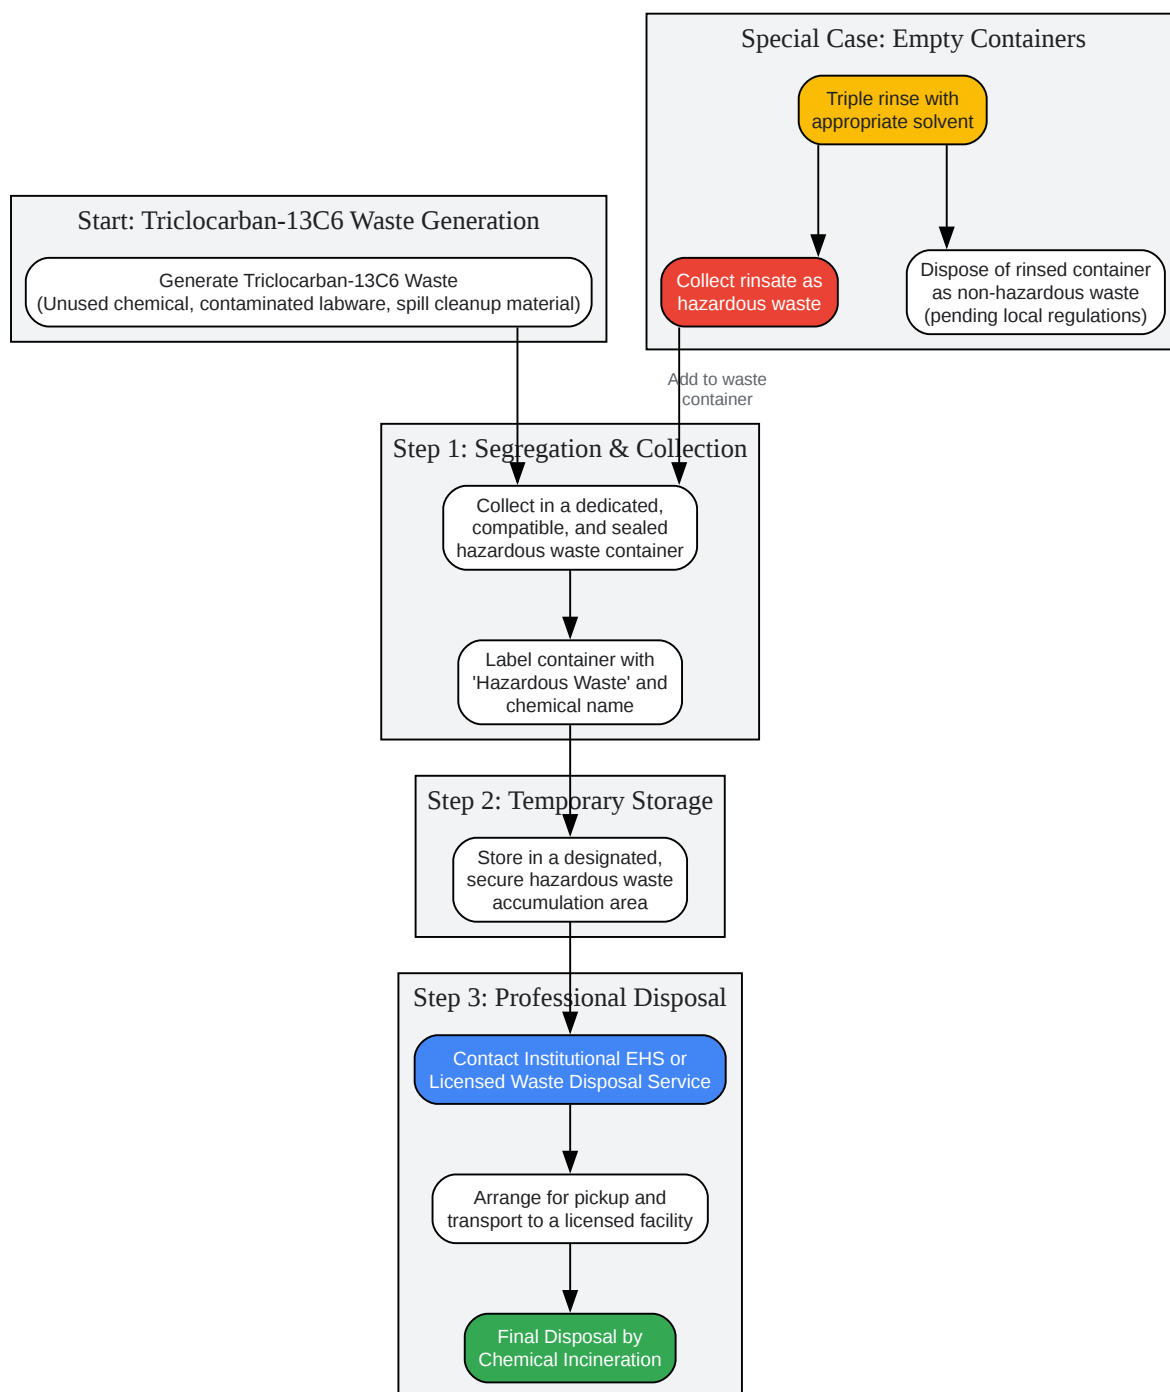 Special Case: Empty Containers
Triple rinse with
appropriate solvent
Start: Triclocarban-13C6 Waste Generation
Generate Triclocarban-13C6 Waste
(Unused chemical, contaminated labware, spill cleanup material)
Collect rinsate as
hazardous waste
Dispose of rinsed container
as non-hazardous waste
(pending local regulations)
Add to waste
container
Step 1: Segregation & Collection
Collect in a dedicated,
compatible, and sealed
hazardous waste container
Label container with
'Hazardous Waste' and
chemical name
Step 2: Temporary Storage
Store in a designated,
secure hazardous waste
accumulation area
Step 3: Professional Disposal
Contact Institutional EHS or
Licensed Waste Disposal Service
Arrange for pickup and
transport to a licensed facility
Final Disposal by
Chemical Incineration